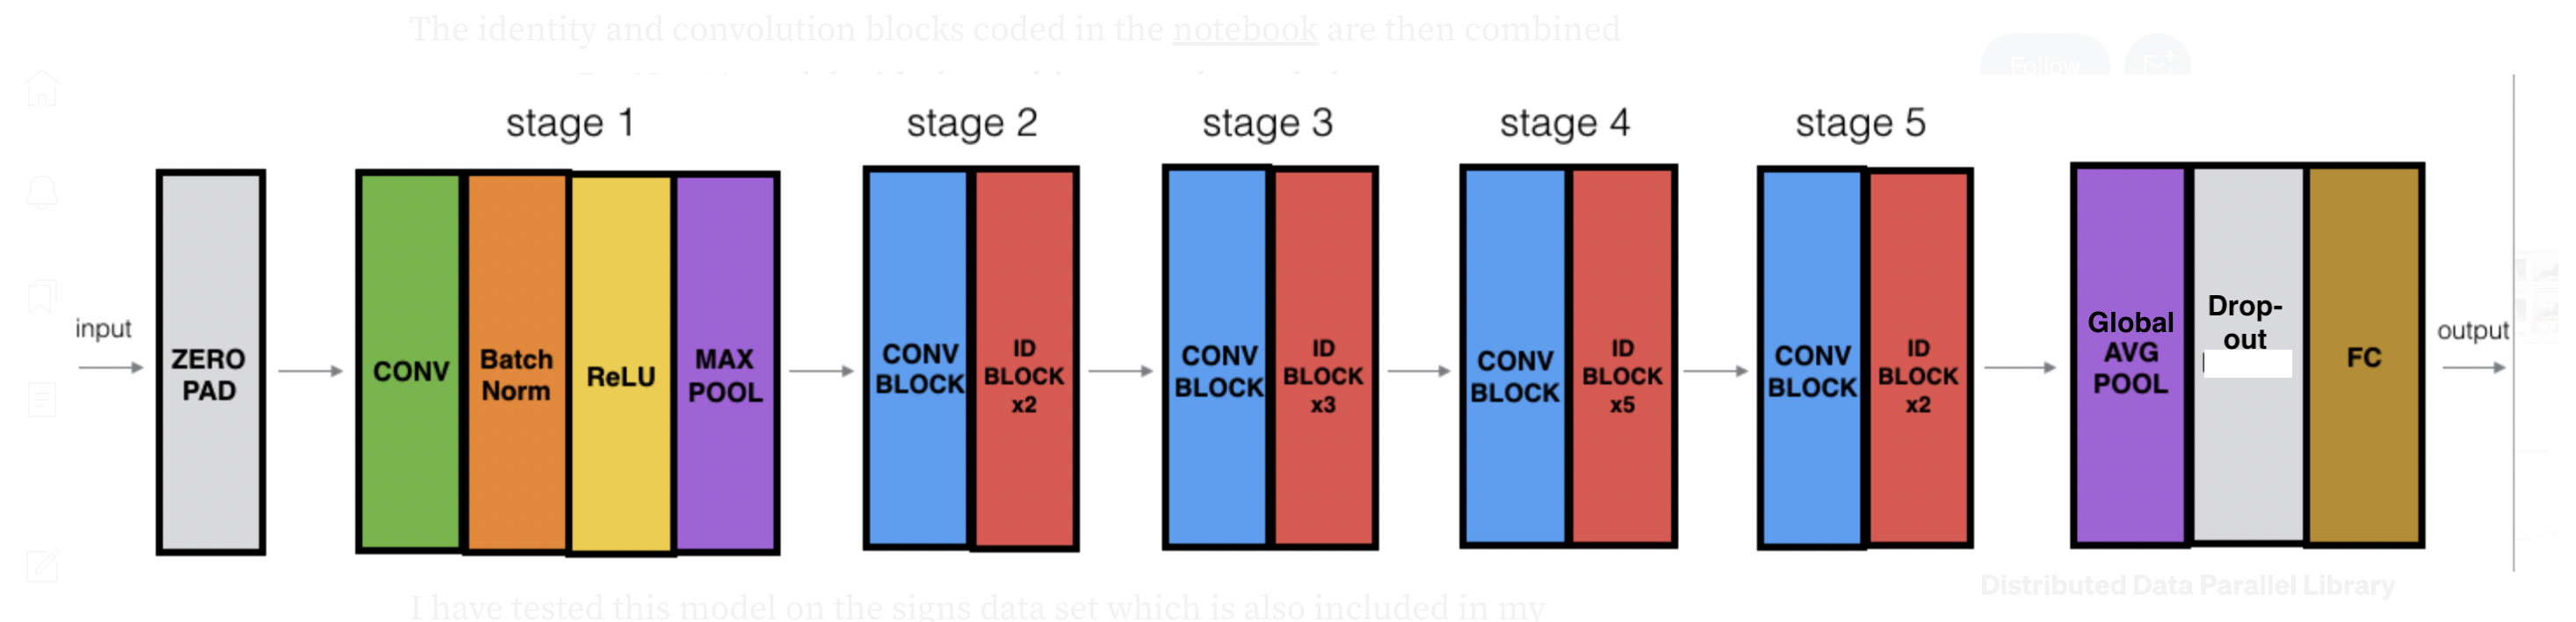 The identity and convolution blocks coded in the notebook are then combined
Follow
stage 1
stage 2
stage 3
stage 4
stage 5
input
ZERO
PAD
CONV
Batch
Norm
ReLU
MAX
POOL
CONV
BLOCK
ID
BLOCK
x2
CONV
BLOCK
ID
BLOCK
x3
CONV
BLOCK
ID
BLOCK
x5
CONV
BLOCK
ID
BLOCK
x2
Global
AVG
POOL
Drop-
out
FC
output
Distributed Data Parallel Library
I have tested this model on the signs data set which is also included in my